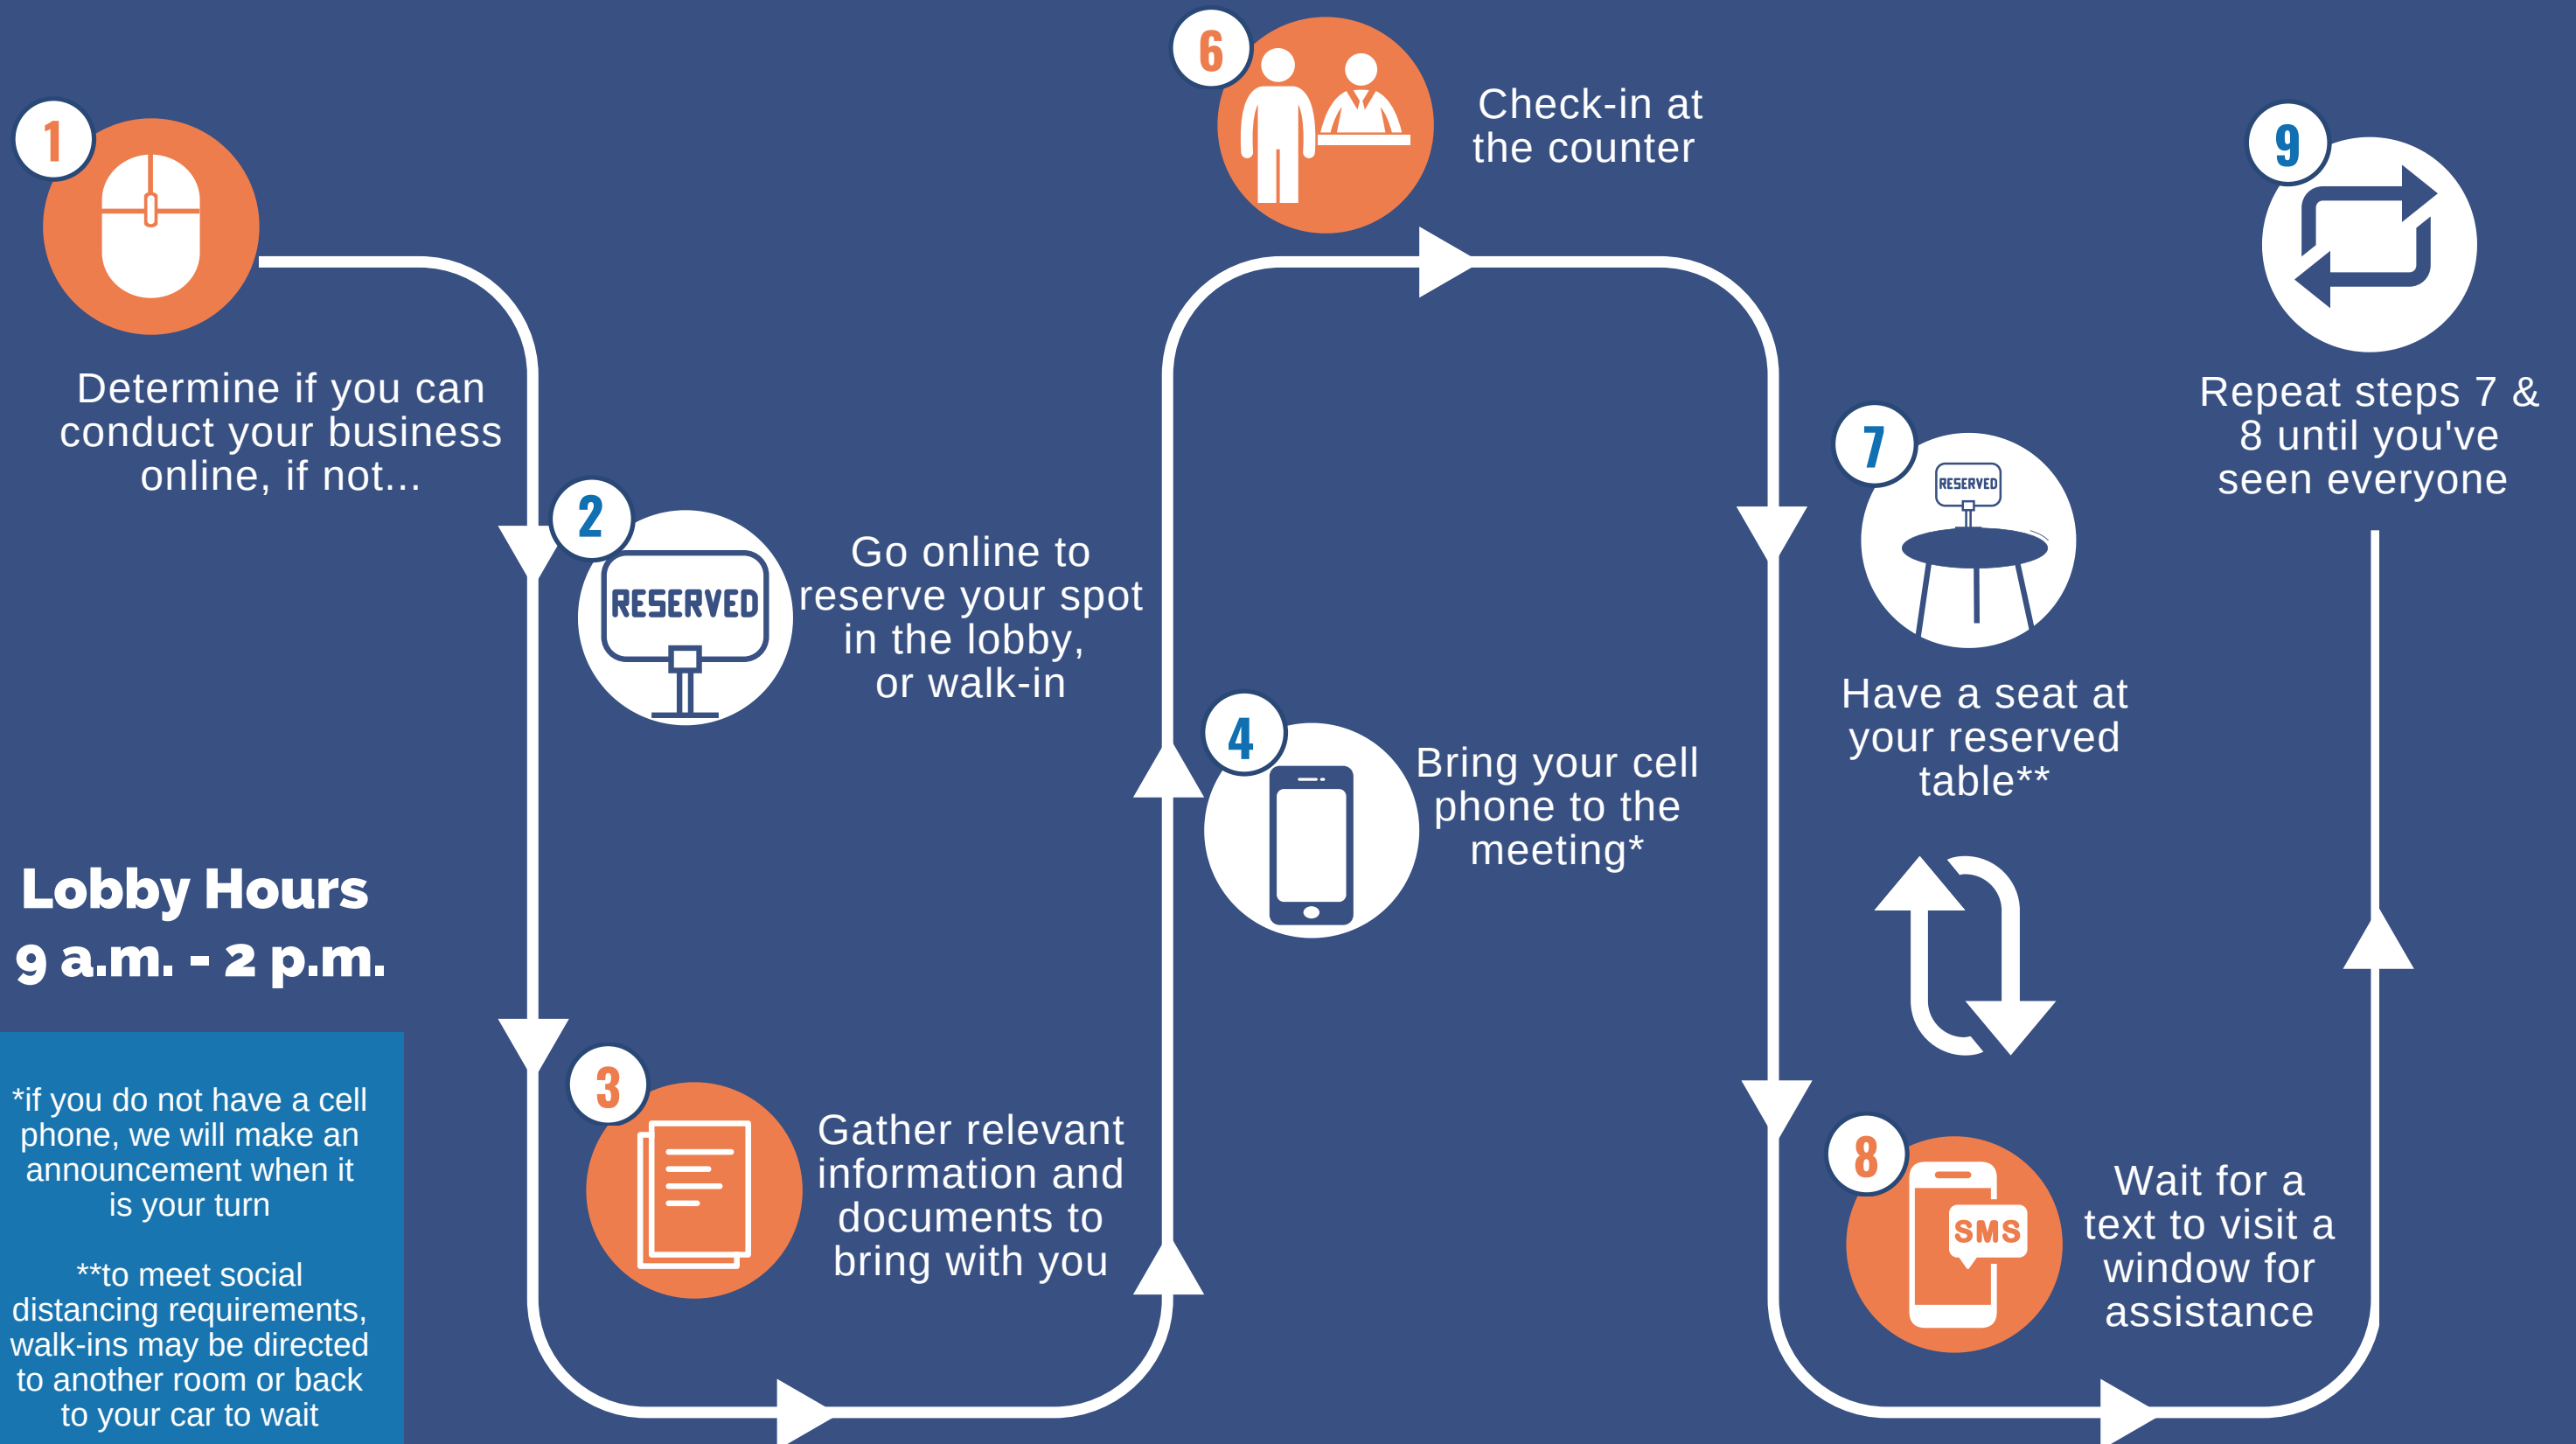 1
Determine if you can
conduct your business
online, if not...
2
RESERVED
Go online to
reserve your spot
in the lobby,
or walk-in
3
Gather relevant
information and
documents to
bring with you
4
Bring your cell
phone to the
meeting*
6
Check-in at
the counter
7
RESERVED
Have a seat at
your reserved
table**
8
SMS
Wait for a
text to visit a
window for
assistance
9
Repeat steps 7 &
8 until you've
seen everyone
Lobby Hours
9 a.m. - 2 p.m.
*if you do not have a cell
phone, we will make an
announcement when it
is your turn
**to meet social
distancing requirements,
walk-ins may be directed
to another room or back
to your car to wait